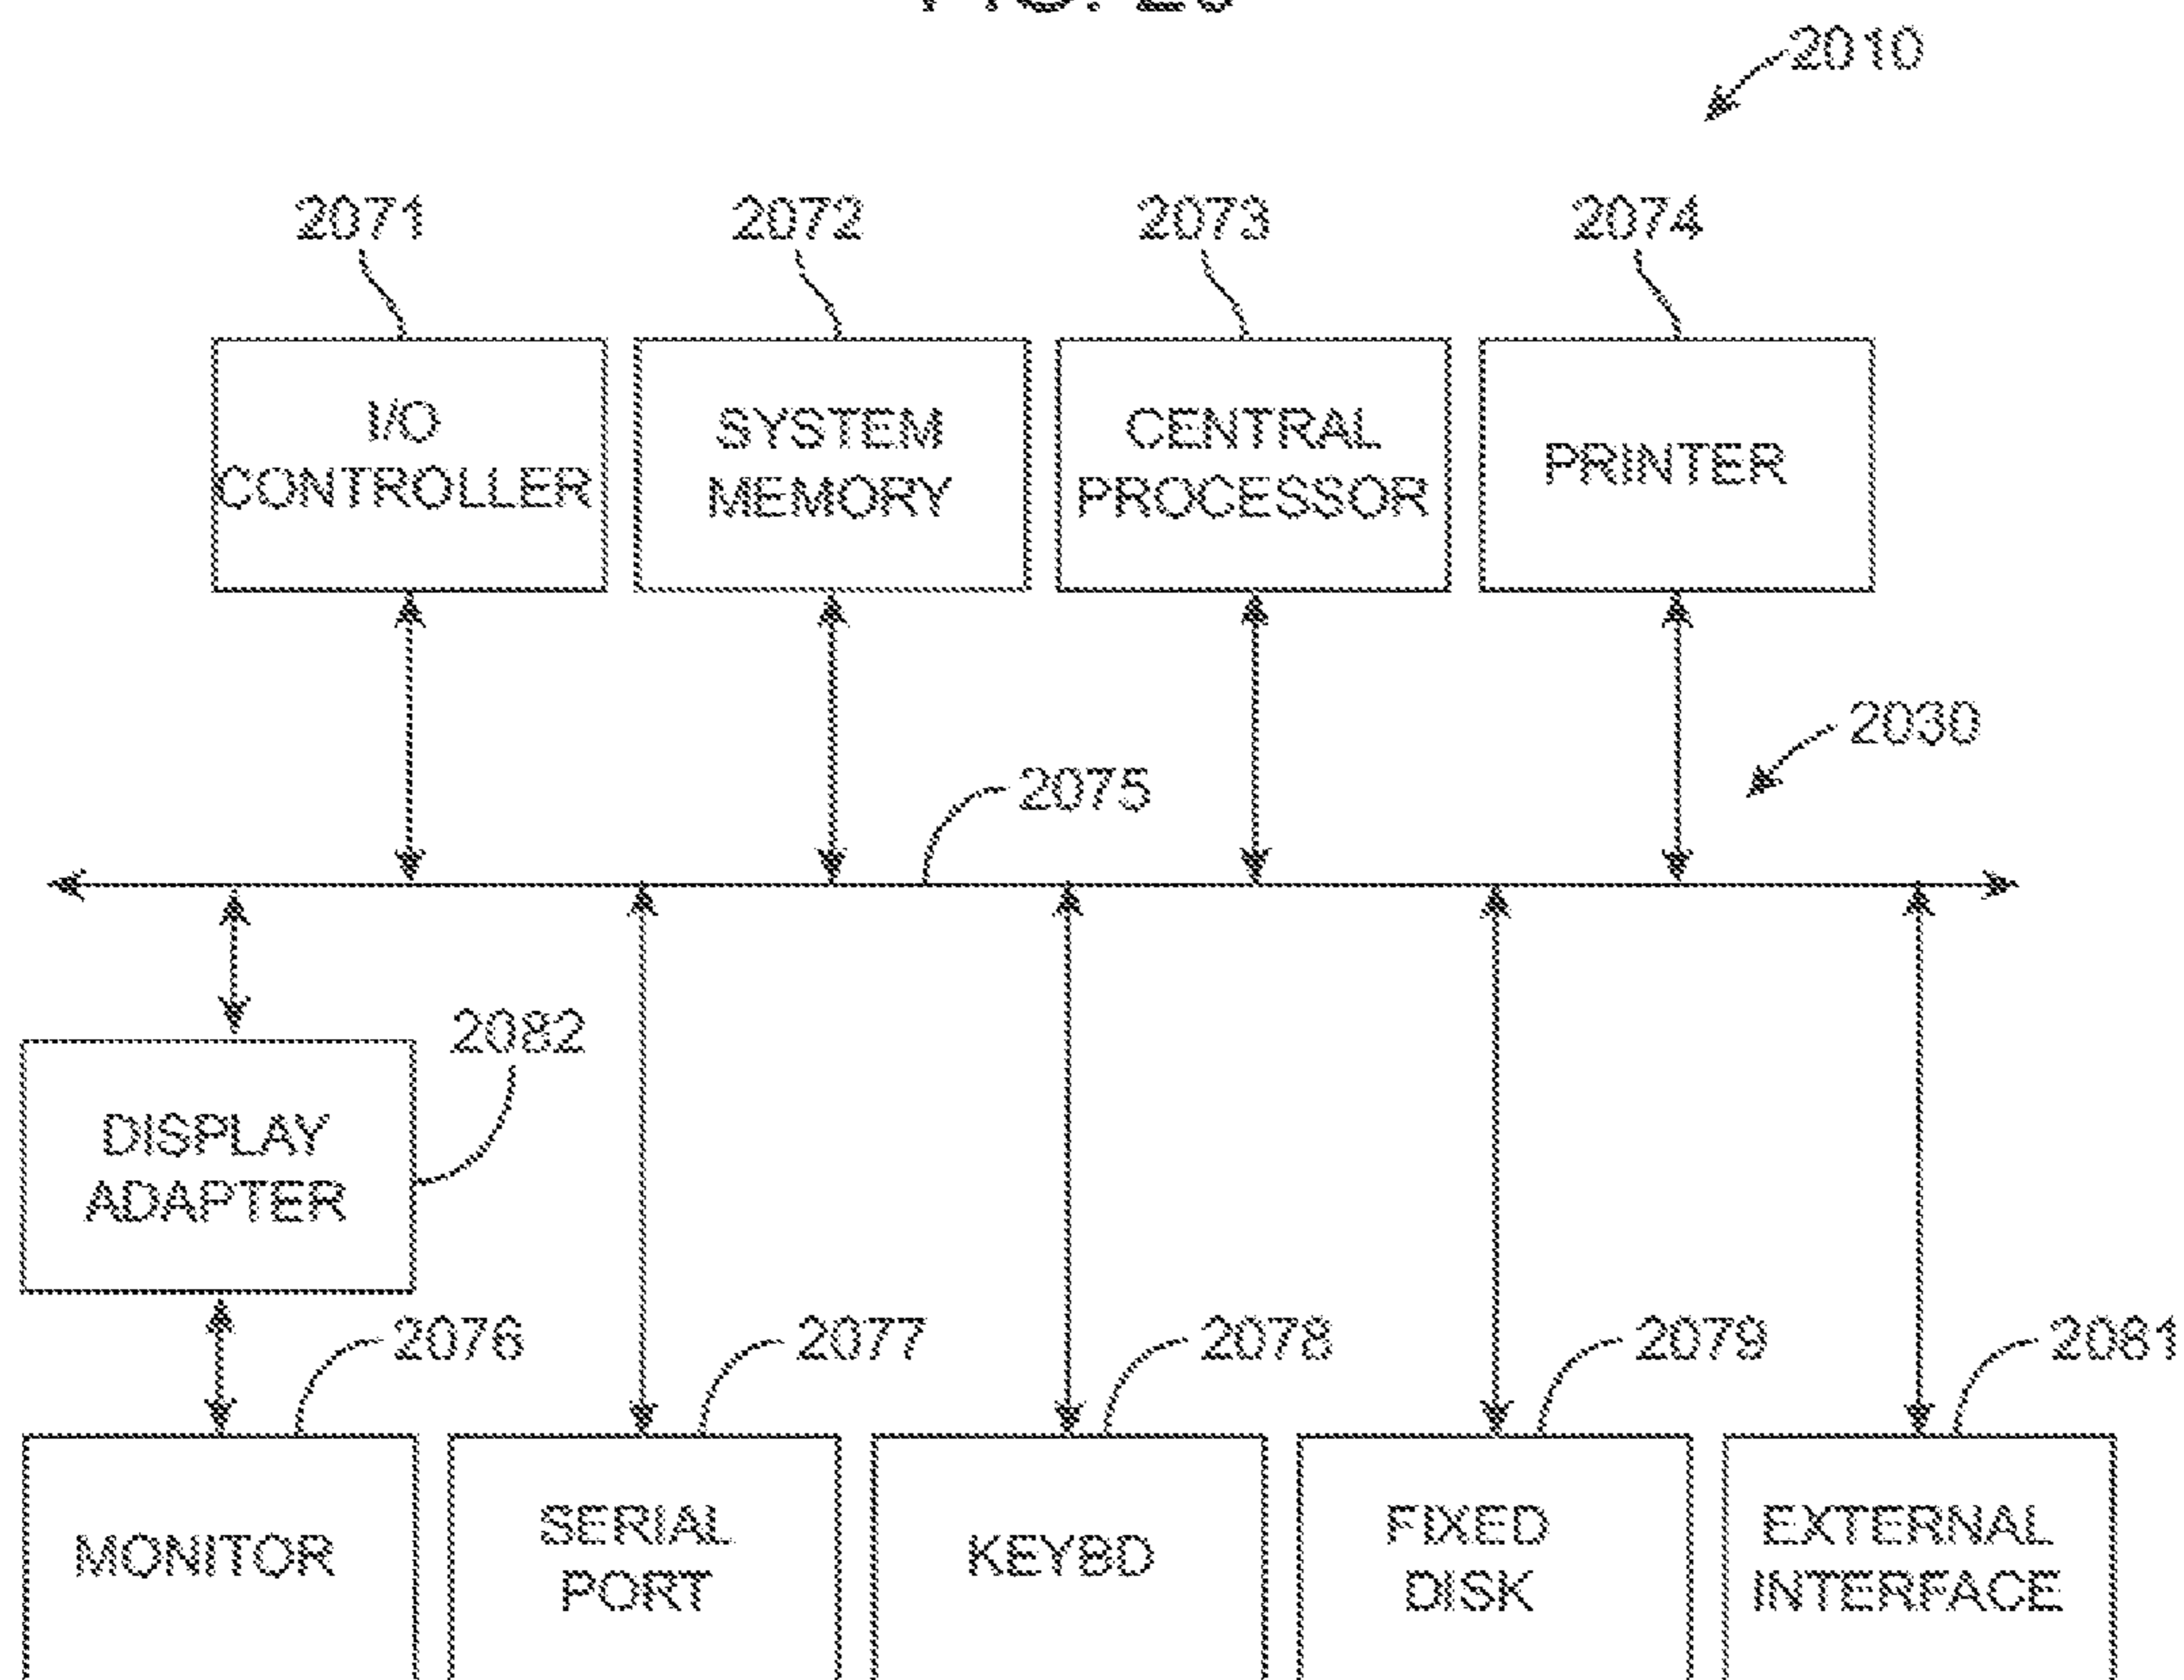 2010
2071
2072
2073
2074
I/O
CONTROLLER
SYSTEM
MEMORY
CENTRAL
PROCESSOR
PRINTER
2030
2075
2082
DISPLAY
ADAPTER
2076
2077
2078
2079
2081
MONITOR
SERIAL
PORT
KEYBD
FIXED
DISK
EXTERNAL
INTERFACE